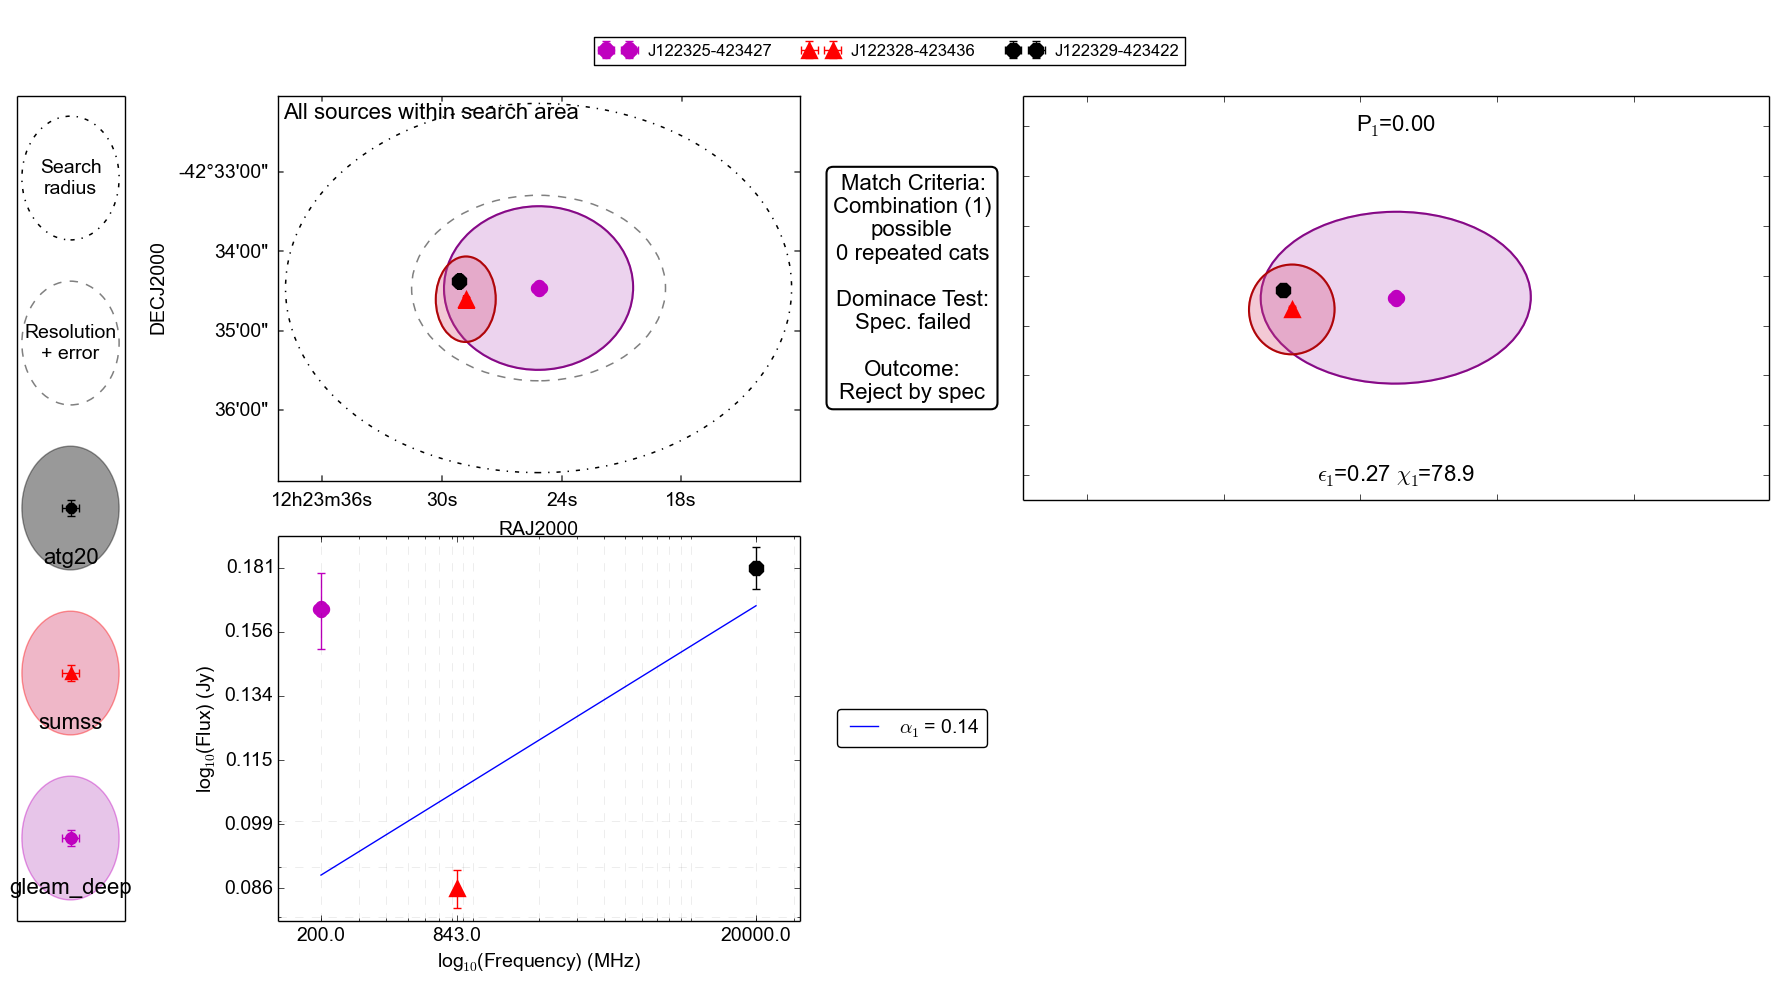 J122325-423427 J122328-423436 J122329-423422
Search
radius
Resolution
+ error
atg20
sumss
gleam_deep
All sources within search area
DECJ2000
-42°33'00"
34'00"
35'00"
36'00"
12h23m36s 30s 24s 18s
RAJ2000
Match Criteria:
Combination (1)
possible
0 repeated cats
Dominace Test:
Spec. failed
Outcome:
Reject by spec
P₁=0.00
ϵ₁=0.27 χ₁=78.9
log₁₀(Flux) (Jy)
0.181
0.156
0.134
0.115
0.099
0.086
200.0 843.0 20000.0
log₁₀(Frequency) (MHz)
α₁ = 0.14